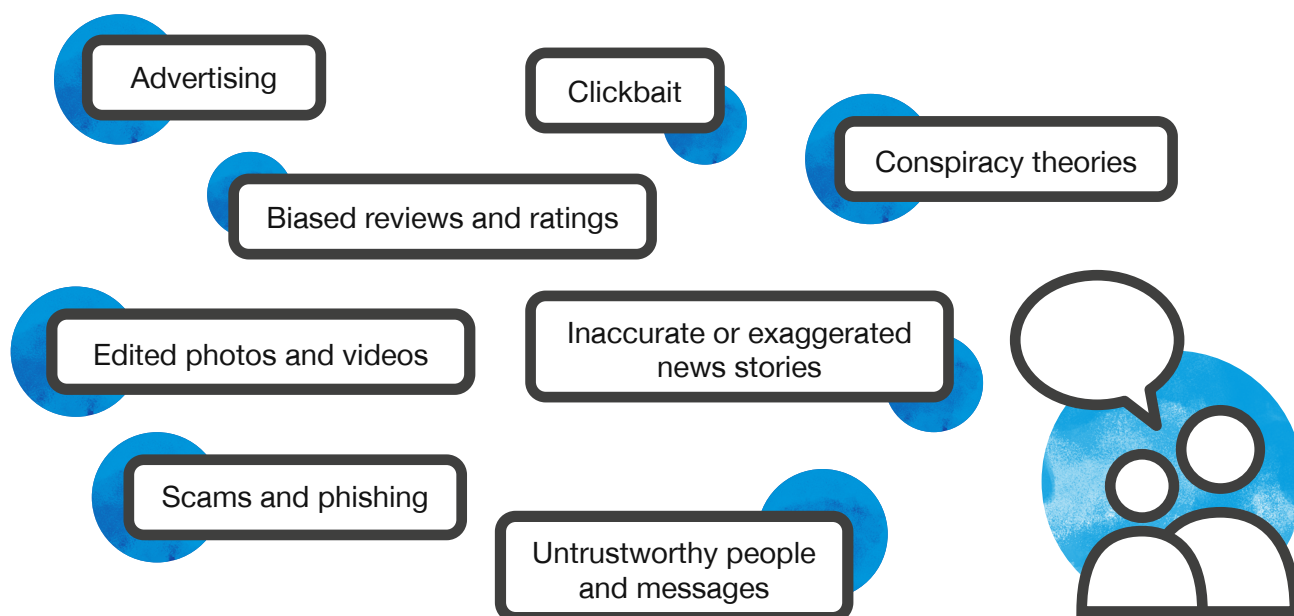 Advertising
Clickbait
Conspiracy theories
Biased reviews and ratings
Edited photos and videos
Inaccurate or exaggerated
news stories
Scams and phishing
Untrustworthy people
and messages